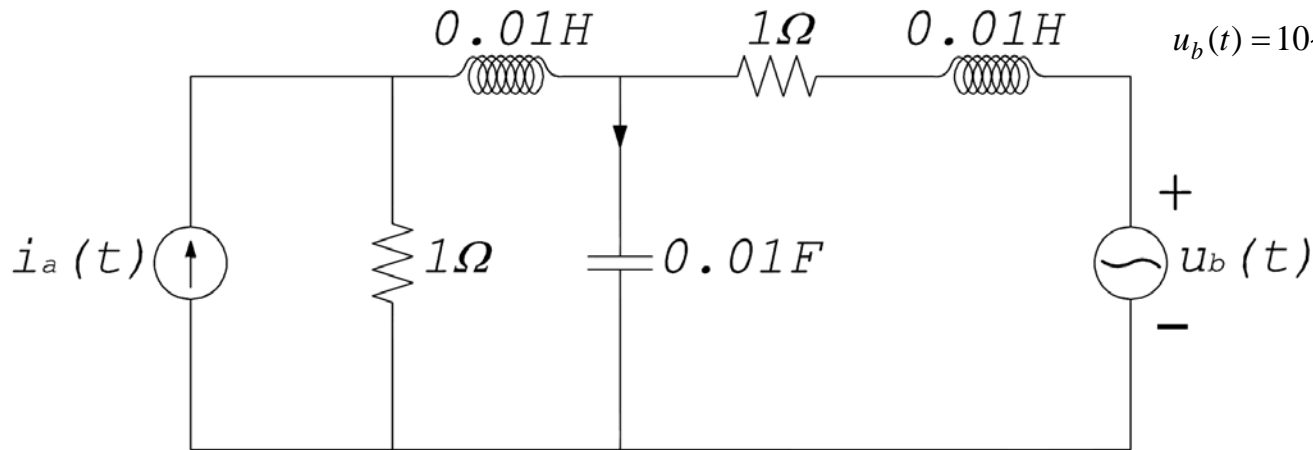 0.01H
1Ω
0.01H
u_b(t) = 10
i_a(t)
1Ω
0.01F
+
u_b(t)
−